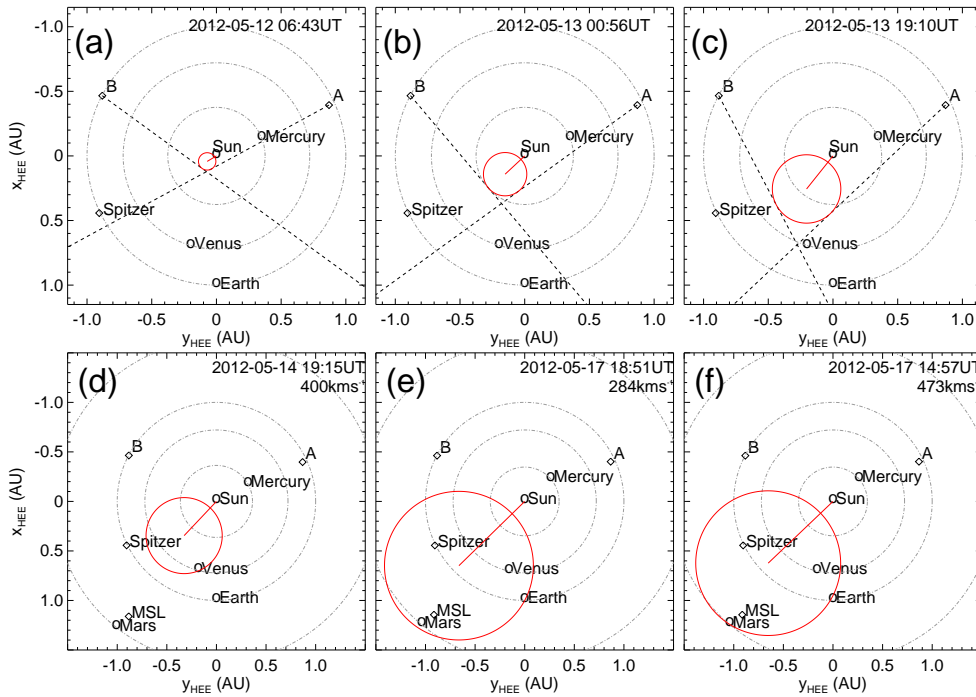 (a) 2012-05-12 06:43UT
(b) 2012-05-13 00:56UT
(c) 2012-05-13 19:10UT
-1.0
-0.5
0
0.5
1.0
x_HEE (AU)
B
A
Sun
Mercury
Spitzer
Venus
Earth
-1.0 -0.5 0 0.5 1.0
y_HEE (AU)
B
A
Sun
Mercury
Spitzer
Venus
Earth
-1.0 -0.5 0 0.5 1.0
y_HEE (AU)
B
A
Sun
Mercury
Spitzer
Venus
Earth
-1.0 -0.5 0 0.5 1.0
y_HEE (AU)
(d) 2012-05-14 19:15UT
400kms⁻¹
(e) 2012-05-17 18:51UT
284kms⁻¹
(f) 2012-05-17 14:57UT
473kms⁻
-1.0
-0.5
0
0.5
1.0
x_HEE (AU)
B
A
Mercury
Sun
Spitzer
Venus
Earth
MSL
Mars
-1.0 -0.5 0 0.5 1.0
y_HEE (AU)
B
A
Mercury
Sun
Spitzer
Venus
Earth
MSL
Mars
-1.0 -0.5 0 0.5 1.0
y_HEE (AU)
B
A
Mercury
Sun
Spitzer
Venus
Earth
MSL
Mars
-1.0 -0.5 0 0.5 1.0
y_HEE (AU)